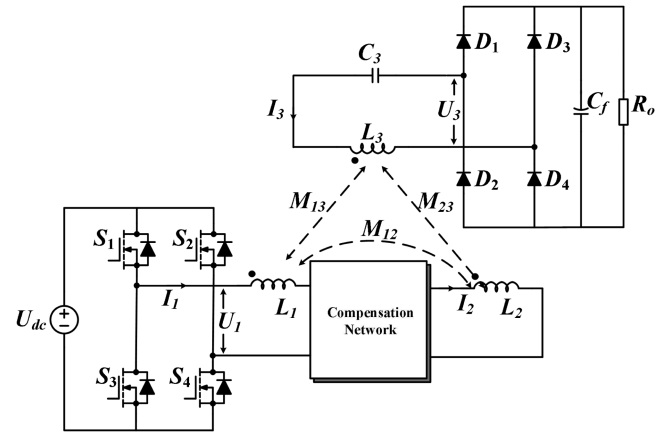 D1
D3
C3
I3
U3
Cf
Ro
L3
D2
D4
M13
M23
M12
S1
S2
Udc
I1
U1
L1
Compensation
Network
I2
L2
S3
S4